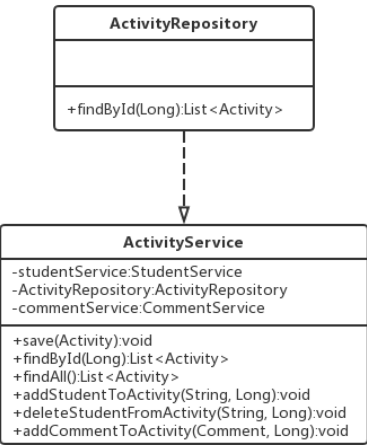 ActivityRepository
+findById(Long):List<Activity>
ActivityService
-studentService:StudentService
-ActivityRepository:ActivityRepository
-commentService:CommentService
+save(Activity):void
+findById(Long):List<Activity>
+findAll():List<Activity>
+addStudentToActivity(String, Long):void
+deleteStudentFromActivity(String, Long):void
+addCommentToActivity(Comment, Long):void